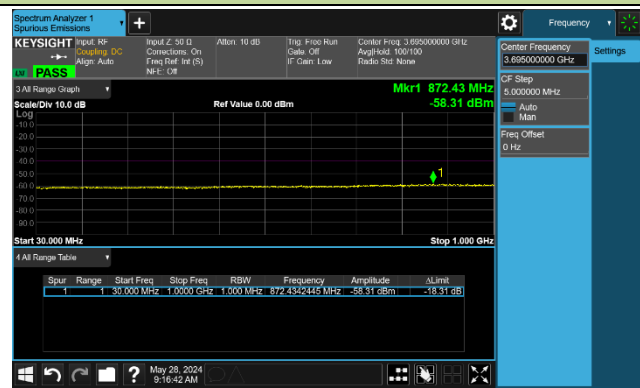 Spectrum Analyzer 1
Spurious Emissions
Frequency
KEYSIGHT
Input: RF
Coupling: DC
Align: Auto
Input Z: 50 Ω
Corrections: On
Freq Ref: Int (S)
NFE: Off
Atten: 10 dB
Trig: Free Run
Gate: Off
IF Gain: Low
Center Freq: 3.695000000 GHz
Avg|Hold: 100/100
Radio Std: None
PASS
Center Frequency
3.695000000 GHz
Settings
CF Step
5.000000 MHz
Auto
Man
Freq Offset
0 Hz
3 All Range Graph
Mkr1 872.43 MHz
-58.31 dBm
Scale/Div 10.0 dB
Ref Value 0.00 dBm
Log
-10.0
-20.0
-30.0
-40.0
-50.0
-60.0
-70.0
-80.0
-90.0
1
Start 30.000 MHz
Stop 1.000 GHz
4 All Range Table
Spur Range Start Freq Stop Freq RBW Frequency Amplitude ΔLimit
1 1 30.000 MHz 1.0000 GHz 1.000 MHz 872.4342445 MHz -58.31 dBm -18.31 dB
?
May 28, 2024
9:16:42 AM